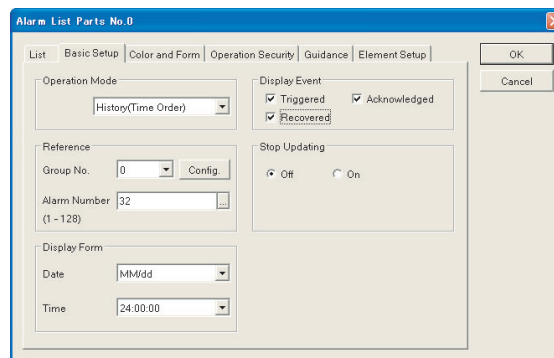 Alarm List Parts No.0
List Basic Setup Color and Form Operation Security Guidance Element Setup
OK
Cancel
Operation Mode
History(Time Order)
Display Event
Triggered Acknowledged
Recovered
Reference
Group No. 0 Config.
Alarm Number 32 ...
(1 - 128)
Stop Updating
Off On
Display Form
Date MM/dd
Time 24:00:00